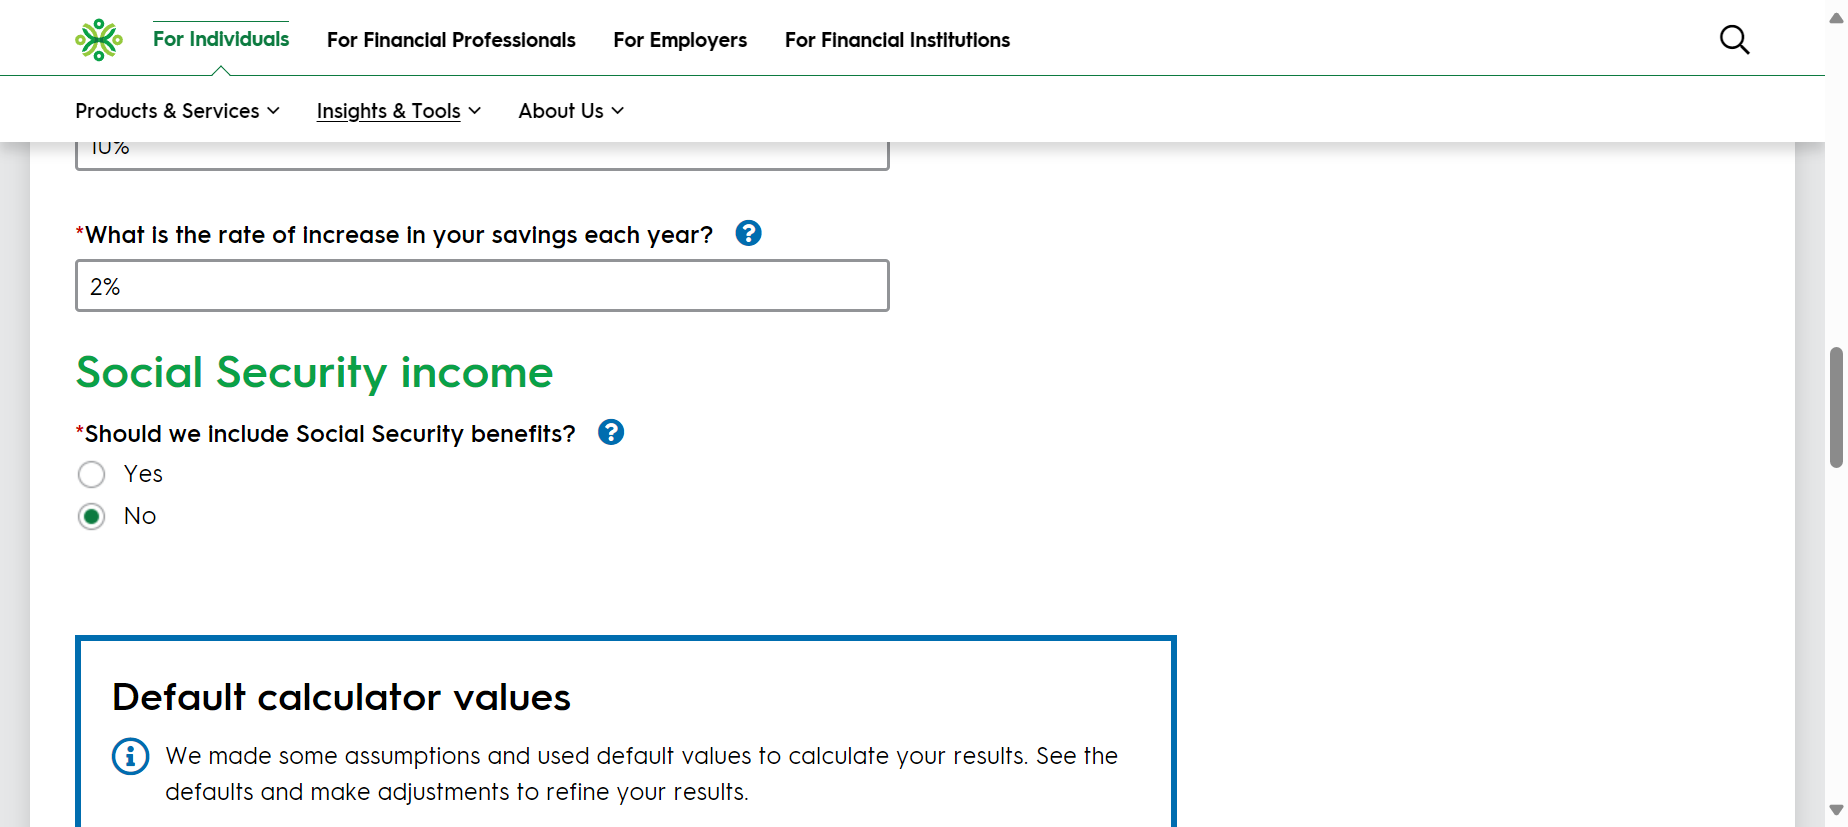 For Individuals For Financial Professionals For Employers For Financial Institutions
Products & Services Insights & Tools About Us
10%
*What is the rate of increase in your savings each year? ?
2%
Social Security income
*Should we include Social Security benefits? ?
Yes
No
Default calculator values
We made some assumptions and used default values to calculate your results. See the
defaults and make adjustments to refine your results.